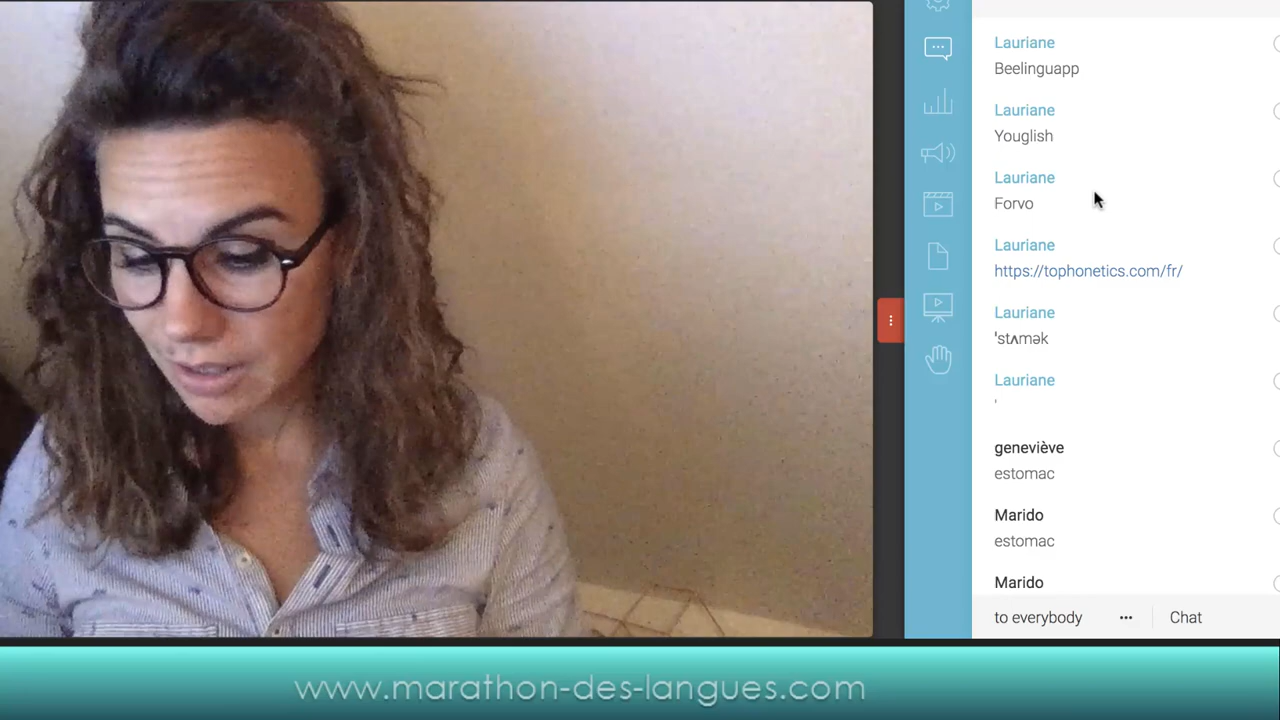 Lauriane
Beelinguapp
Lauriane
Youglish
Lauriane
Forvo
Lauriane
https://tophonetics.com/fr/
Lauriane
ˈstʌmək
Lauriane
'
geneviève
estomac
Marido
estomac
Marido
to everybody ••• Chat
www.marathon-des-langues.com